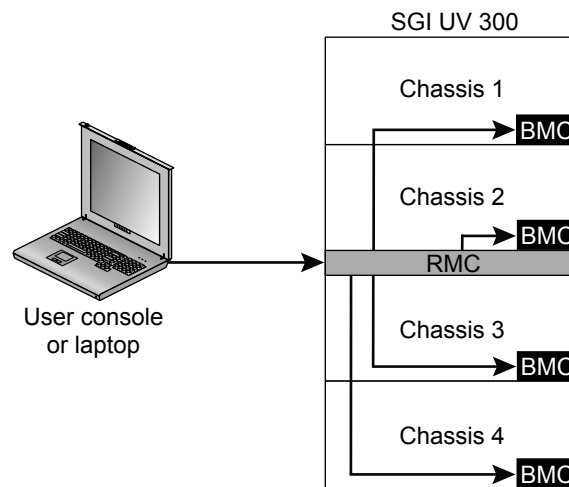 SGI UV 300
Chassis 1
BMC
Chassis 2
BMC
RMC
User console
or laptop
Chassis 3
BMC
Chassis 4
BMC